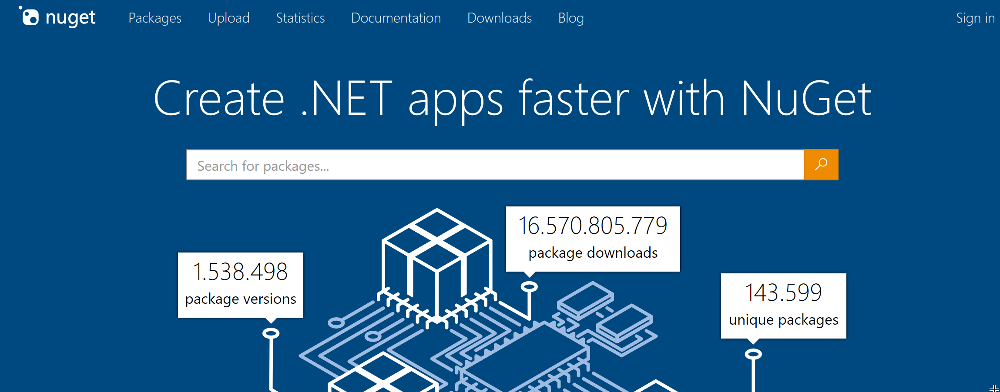 nuget Packages Upload Statistics Documentation Downloads Blog Sign in
Create .NET apps faster with NuGet
Search for packages...
16.570.805.779
package downloads
1.538.498
package versions
143.599
unique packages